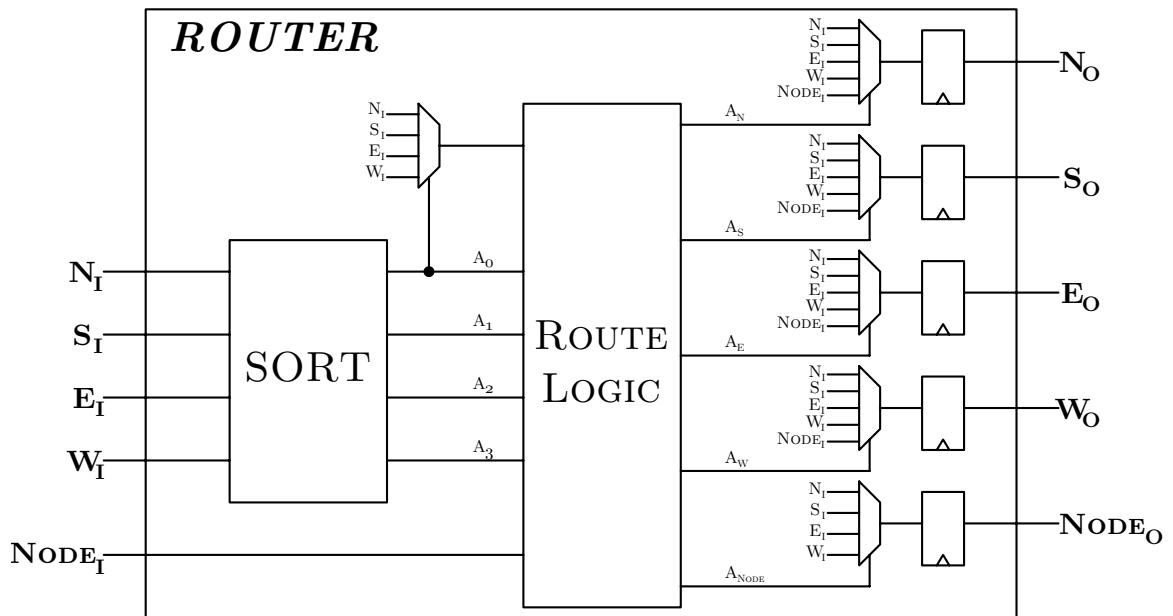 ROUTER
N_I
S_I
E_I
W_I
NODE_I
SORT
N_I
S_I
E_I
W_I
A_0
A_1
A_2
A_3
ROUTE
LOGIC
A_N
A_S
A_E
A_W
A_NODE
N_I
S_I
E_I
W_I
NODE_I
N_I
S_I
E_I
W_I
NODE_I
N_I
S_I
E_I
W_I
NODE_I
N_I
S_I
E_I
W_I
NODE_I
N_I
S_I
E_I
W_I
N_O
S_O
E_O
W_O
NODE_O